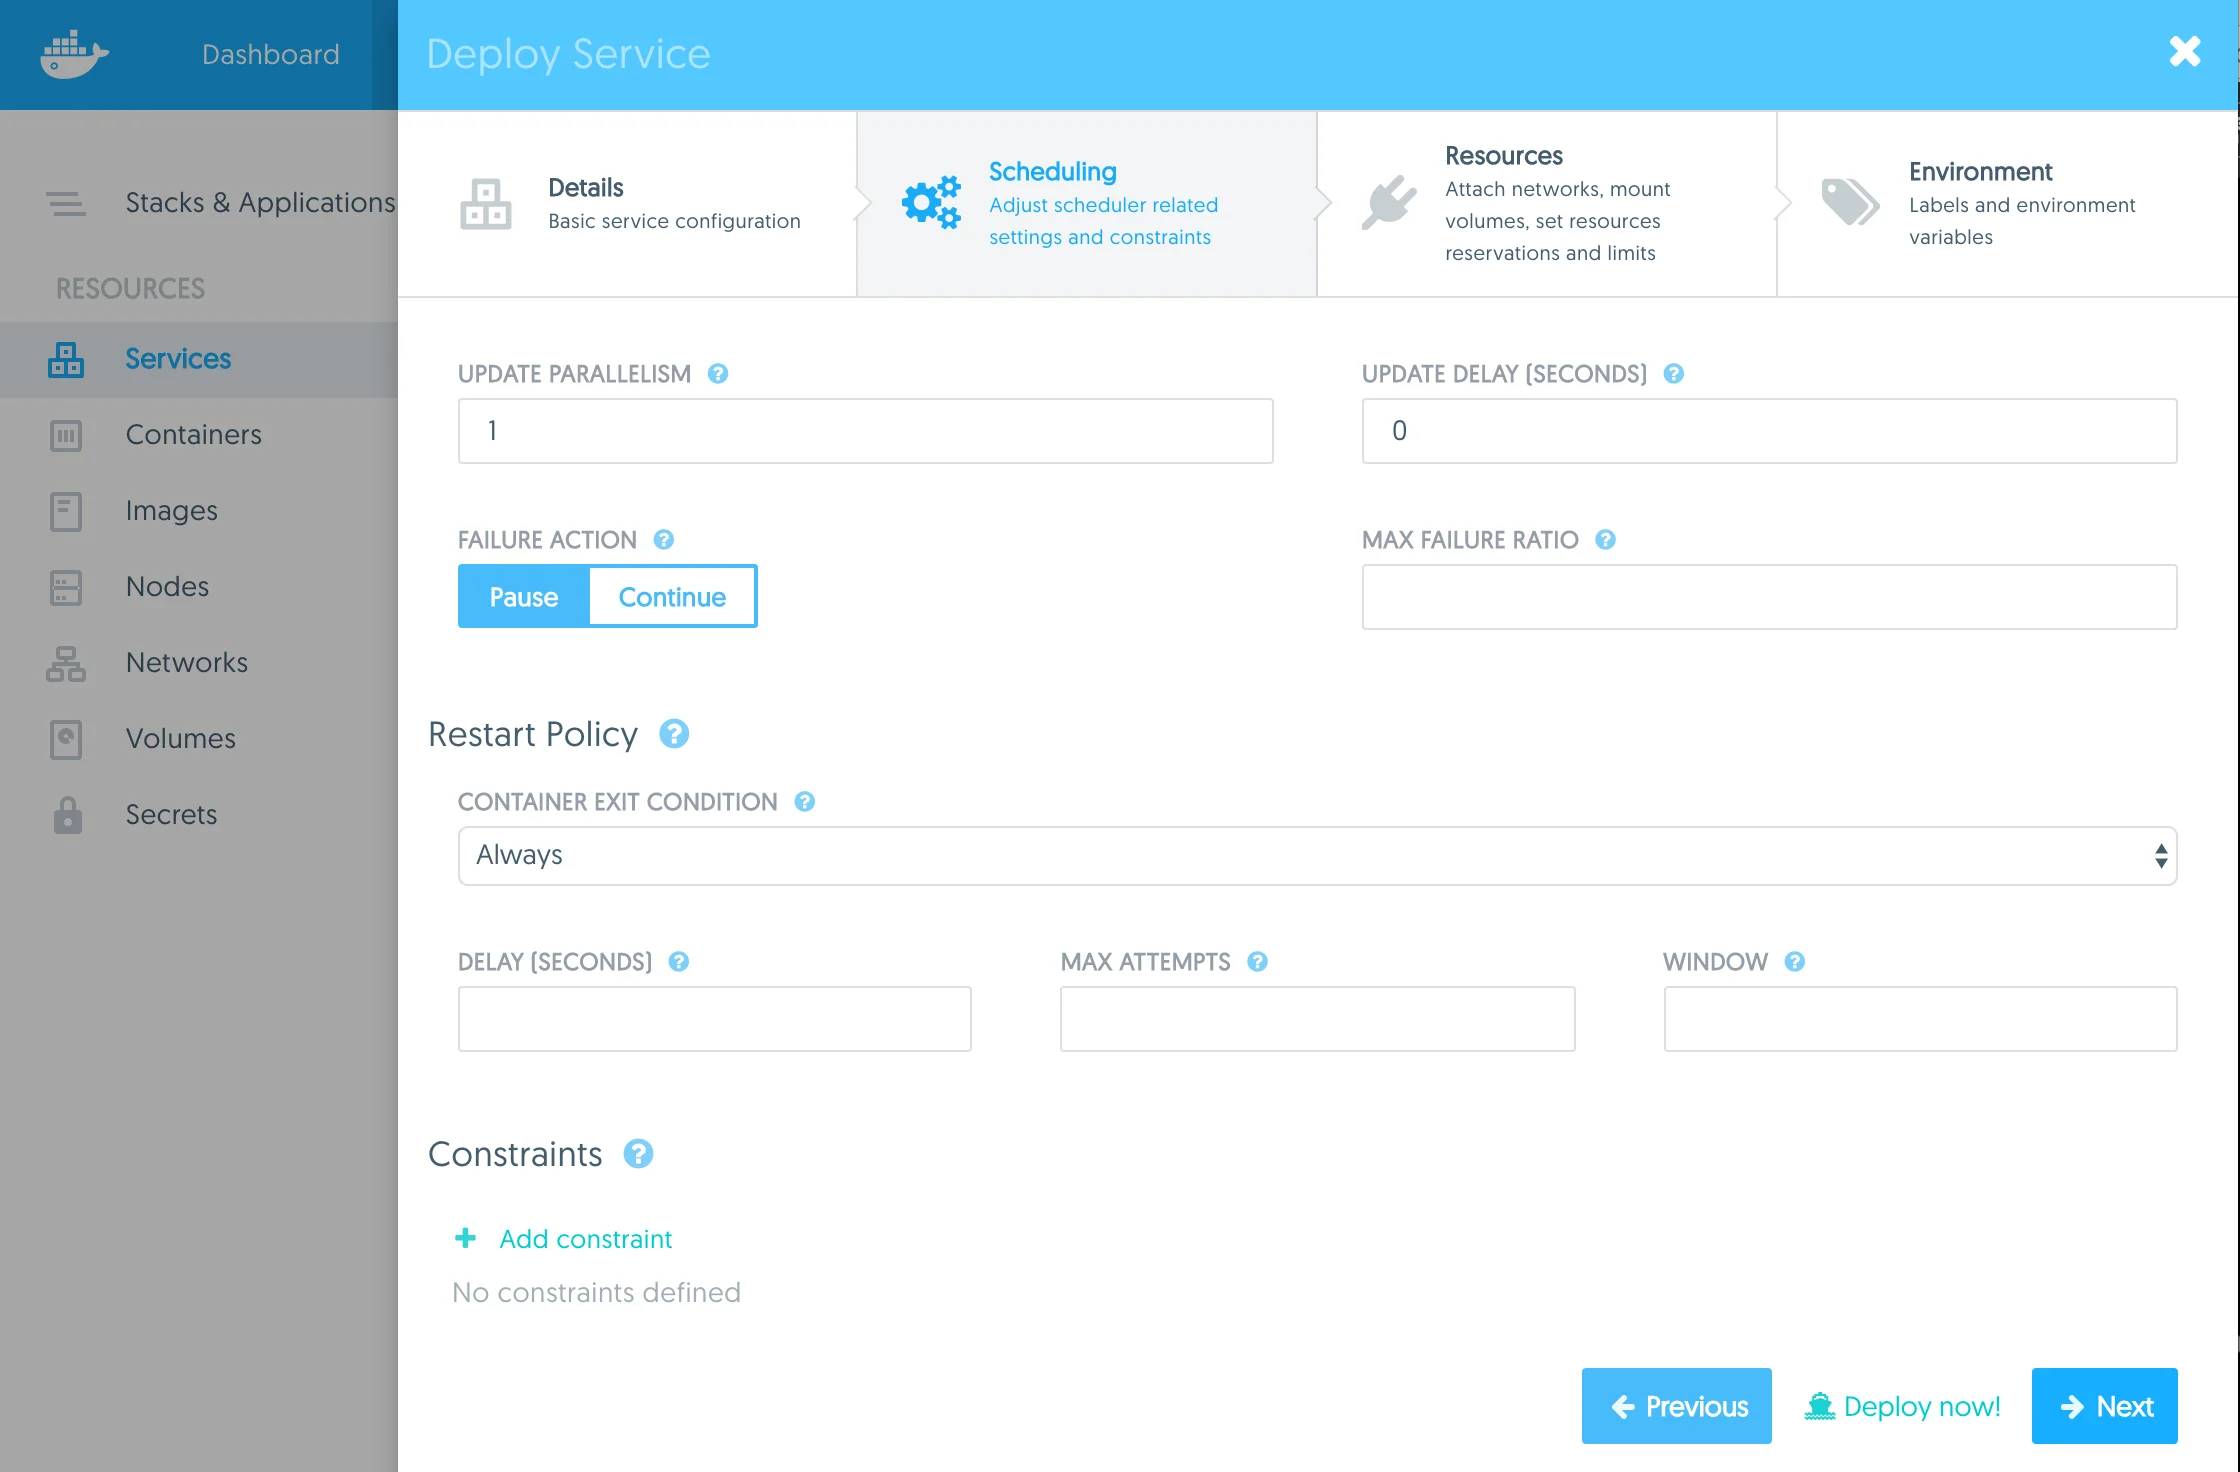 Dashboard
Deploy Service
Stacks & Applications
RESOURCES
Services
Containers
Images
Nodes
Networks
Volumes
Secrets
Details
Basic service configuration
Scheduling
Adjust scheduler related
settings and constraints
Resources
Attach networks, mount
volumes, set resources
reservations and limits
Environment
Labels and environment
variables
UPDATE PARALLELISM ?
1
UPDATE DELAY (SECONDS) ?
0
FAILURE ACTION ?
Pause Continue
MAX FAILURE RATIO ?
Restart Policy ?
CONTAINER EXIT CONDITION ?
Always
DELAY (SECONDS) ?
MAX ATTEMPTS ?
WINDOW ?
Constraints ?
+ Add constraint
No constraints defined
Previous
Deploy now!
Next